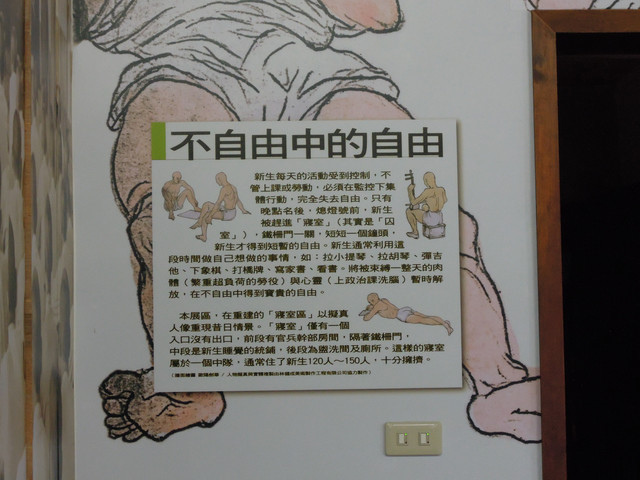 不自由中的自由
新生每天的活動受到控制，不
管上課或勞動，必須在監控下集
體行動，完全失去自由。只有
晚點名後，熄燈號前，新生
被趕進「寢室」（其實是「囚
室」），鐵柵門一關，短短一個鐘頭，
新生才得到短暫的自由。新生通常利用這
段時間做自己想做的事情，如：拉小提琴、拉胡琴、彈吉
他、下象棋、打橋牌、寫家書、看書。將被束縛一整天的肉
體（繁重超負荷的勞役）與心靈（上政治課洗腦）暫時解
放，在不自由中得到寶貴的自由。
本展區，在重建的「寢室區」以擬真
人像重現昔日情景。「寢室」僅有一個
入口沒有出口，前段有官兵幹部房間，隔著鐵柵門，
中段是新生睡覺的統鋪，後段為盥洗間及廁所。這樣的寢室
屬於一個中隊，通常住了新生120人～150人，十分擁擠。